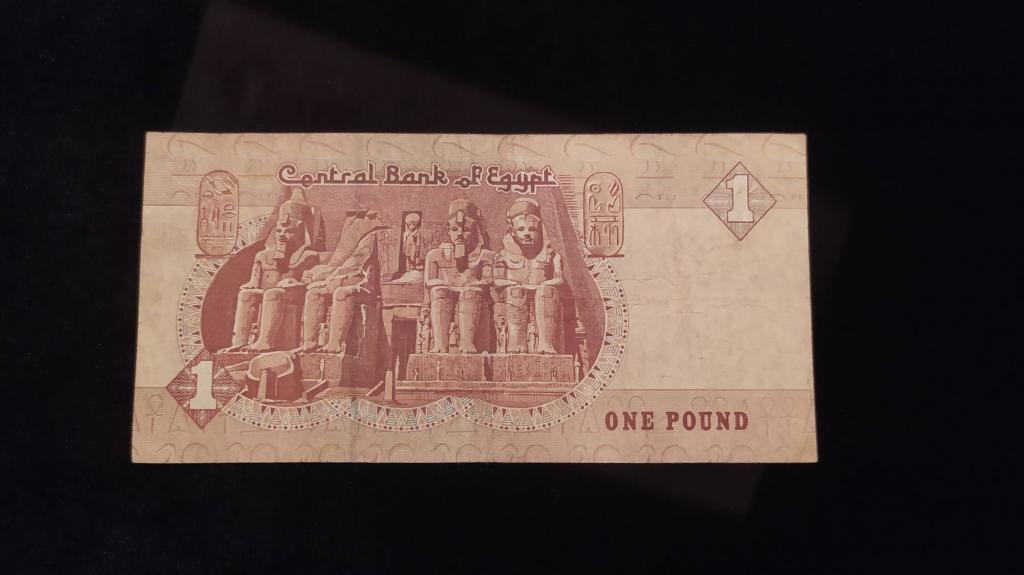 Central Bank of Egypt
1
1
ONE POUND